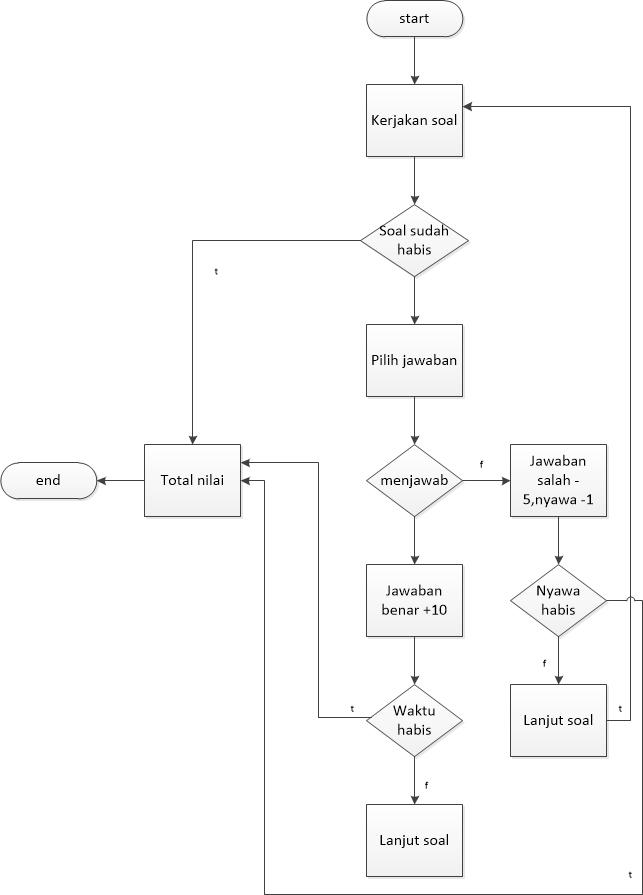 start
Kerjakan soal
Soal sudah
habis
t
Pilih jawaban
end
Total nilai
menjawab
f
Jawaban
salah -
5,nyawa -1
Jawaban
benar +10
Nyawa
habis
f
t
Waktu
habis
t
Lanjut soal
f
Lanjut soal
t